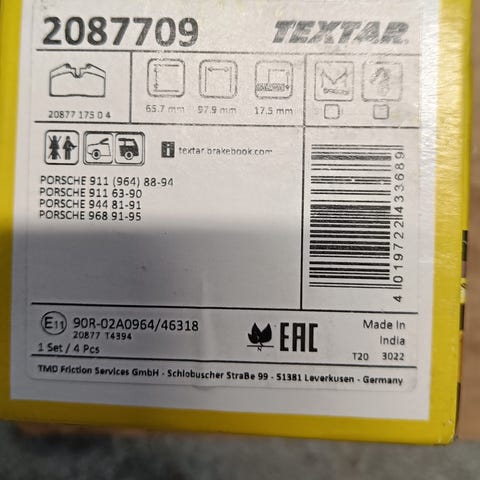 2087709 TEXTAR
65.7 mm 97.9 mm 17.5 mm
20877 175 0 4
i textar.brakebook.com
PORSCHE 911 (964) 88-94
PORSCHE 911 63-90
PORSCHE 944 81-91
PORSCHE 968 91-95
4 019722 433689
E11 90R-02A0964/46318
20877 T4394
1 Set / 4 Pcs
EAC
Made In
India
T20 3022
TMD Friction Services GmbH - Schlobuscher Straße 99 - 51381 Leverkusen - Germany